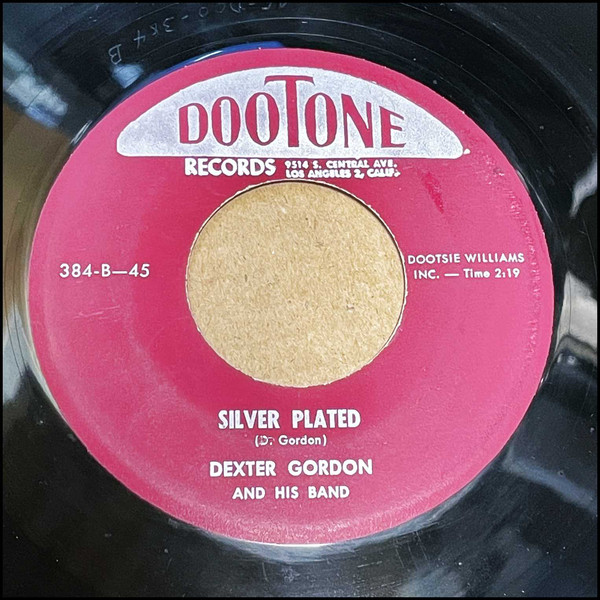 DOOTONE
RECORDS 9514 S. CENTRAL AVE.
LOS ANGELES 2, CALIF.
384-B—45
DOOTSIE WILLIAMS
INC. — Time 2:19
SILVER PLATED
(D. Gordon)
DEXTER GORDON
AND HIS BAND